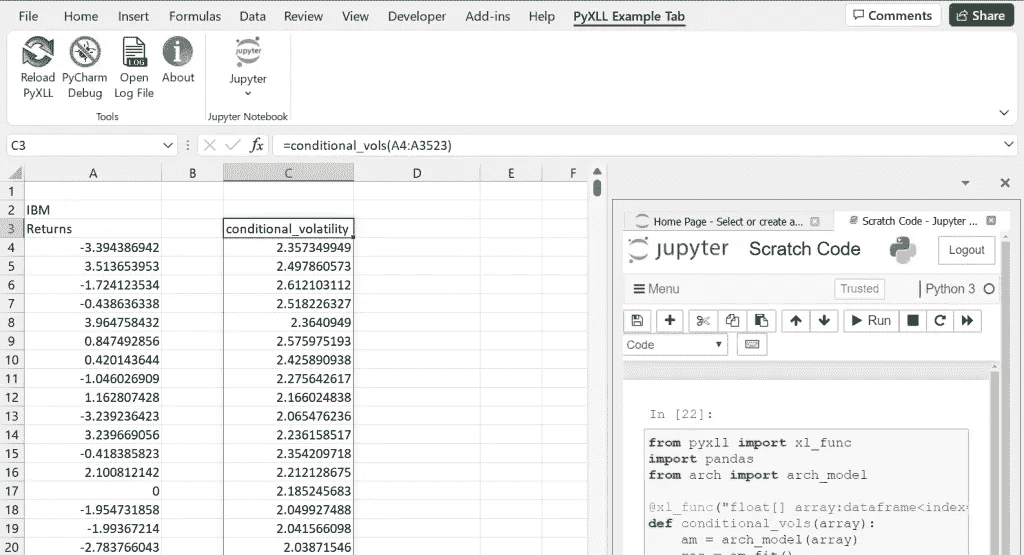 File Home Insert Formulas Data Review View Developer Add-ins Help PyXLL Example Tab Comments Share
Reload PyXLL
PyCharm Debug
LOG
Open Log File
About
Tools
jupyter
Jupyter
Jupyter Notebook
C3 fx =conditional_vols(A4:A3523)
A B C D E F
1
2 IBM
3 Returns conditional_volatility
4 -3.394386942 2.357349949
5 3.513653953 2.497860573
6 -1.724123534 2.612103112
7 -0.438636338 2.518226327
8 3.964758432 2.3640949
9 0.847492856 2.575975193
10 0.420143644 2.425890938
11 -1.046026909 2.275642617
12 1.162807428 2.166024838
13 -3.239236423 2.065476236
14 3.239669056 2.236158517
15 -0.418385823 2.354209718
16 2.100812142 2.212128675
17 0 2.185245683
18 -1.954731858 2.049927488
19 -1.99367214 2.041566098
20 -2.783766043 2.03871546
Home Page - Select or create a... Scratch Code - Jupyter ...
jupyter Scratch Code Logout
Menu Trusted Python 3
Run
Code
In [22]:
from pyxll import xl_func
import pandas
from arch import arch_model
@xl_func("float[] array:dataframe<index
def conditional_vols(array):
am = arch_model(array)